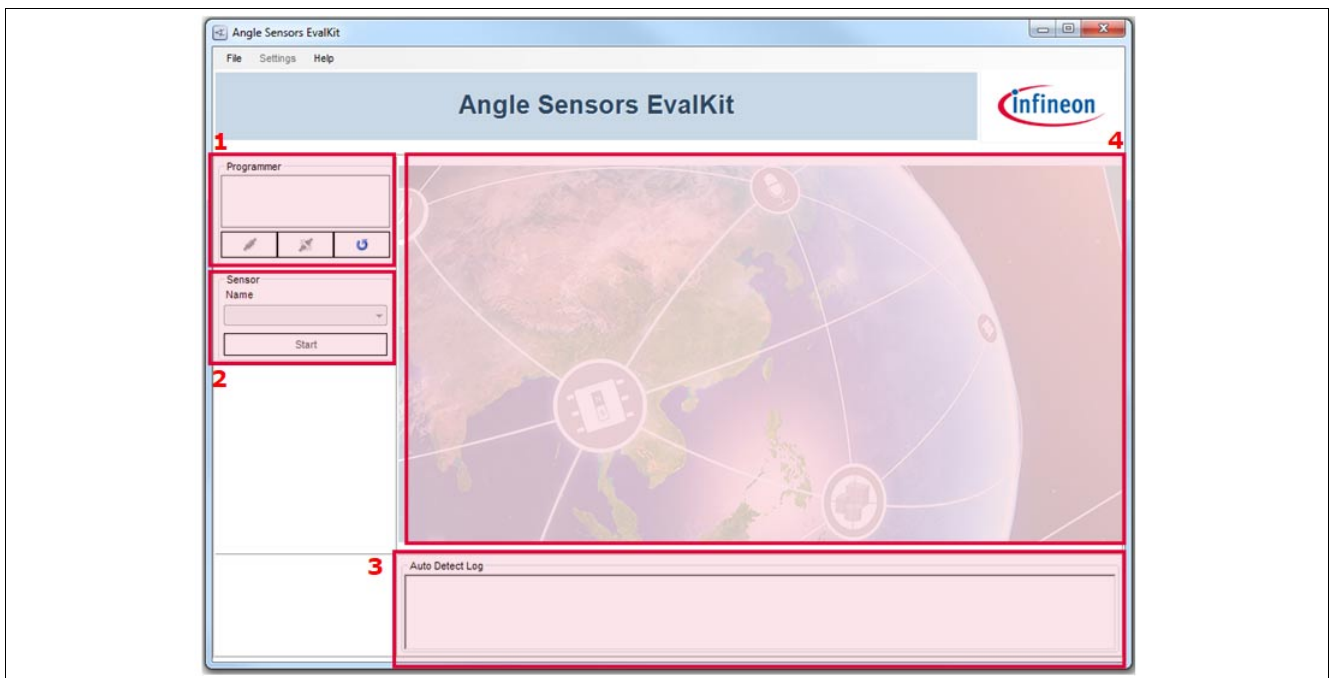 Angle Sensors EvalKit
File Settings Help
Angle Sensors EvalKit
infineon
1
4
Programmer
Sensor
Name
Start
2
3
Auto Detect Log